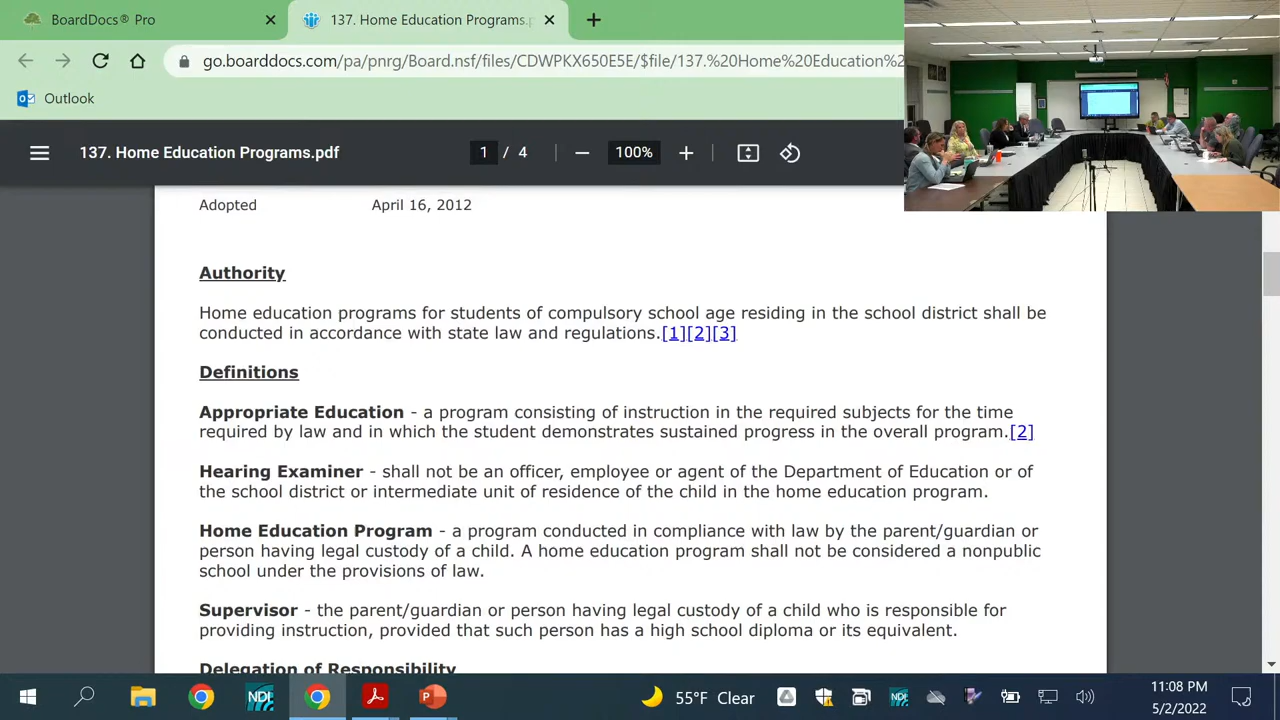 BoardDocs® Pro
137. Home Education Programs.p
go.boarddocs.com/pa/pnrg/Board.nsf/files/CDWPKX650E5E/$file/137.%20Home%20Education%2
Outlook
137. Home Education Programs.pdf
1 / 4
100%
Adopted April 16, 2012
Authority
Home education programs for students of compulsory school age residing in the school district shall be
conducted in accordance with state law and regulations.[1][2][3]
Definitions
Appropriate Education - a program consisting of instruction in the required subjects for the time
required by law and in which the student demonstrates sustained progress in the overall program.[2]
Hearing Examiner - shall not be an officer, employee or agent of the Department of Education or of
the school district or intermediate unit of residence of the child in the home education program.
Home Education Program - a program conducted in compliance with law by the parent/guardian or
person having legal custody of a child. A home education program shall not be considered a nonpublic
school under the provisions of law.
Supervisor - the parent/guardian or person having legal custody of a child who is responsible for
providing instruction, provided that such person has a high school diploma or its equivalent.
Delegation of Responsibility
55°F Clear
11:08 PM
5/2/2022